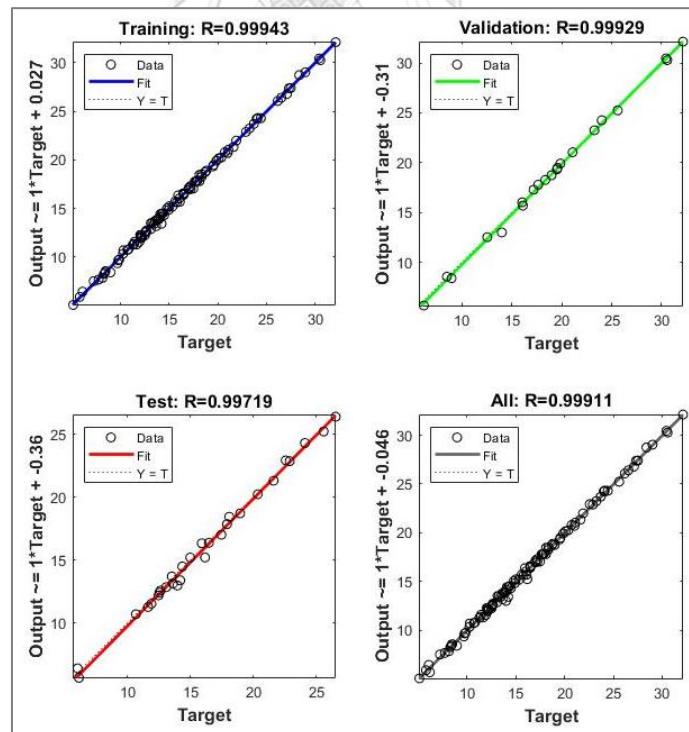 Training: R=0.99943
Output ~= 1*Target + 0.027
Data
Fit
Y = T
30
25
20
15
10
10 15 20 25 30
Target
Validation: R=0.99929
Output ~= 1*Target + -0.31
Data
Fit
Y = T
30
25
20
15
10
10 15 20 25 30
Target
Test: R=0.99719
Output ~= 1*Target + -0.36
Data
Fit
Y = T
25
20
15
10
10 15 20 25
Target
All: R=0.99911
Output ~= 1*Target + -0.046
Data
Fit
Y = T
30
25
20
15
10
10 15 20 25 30
Target